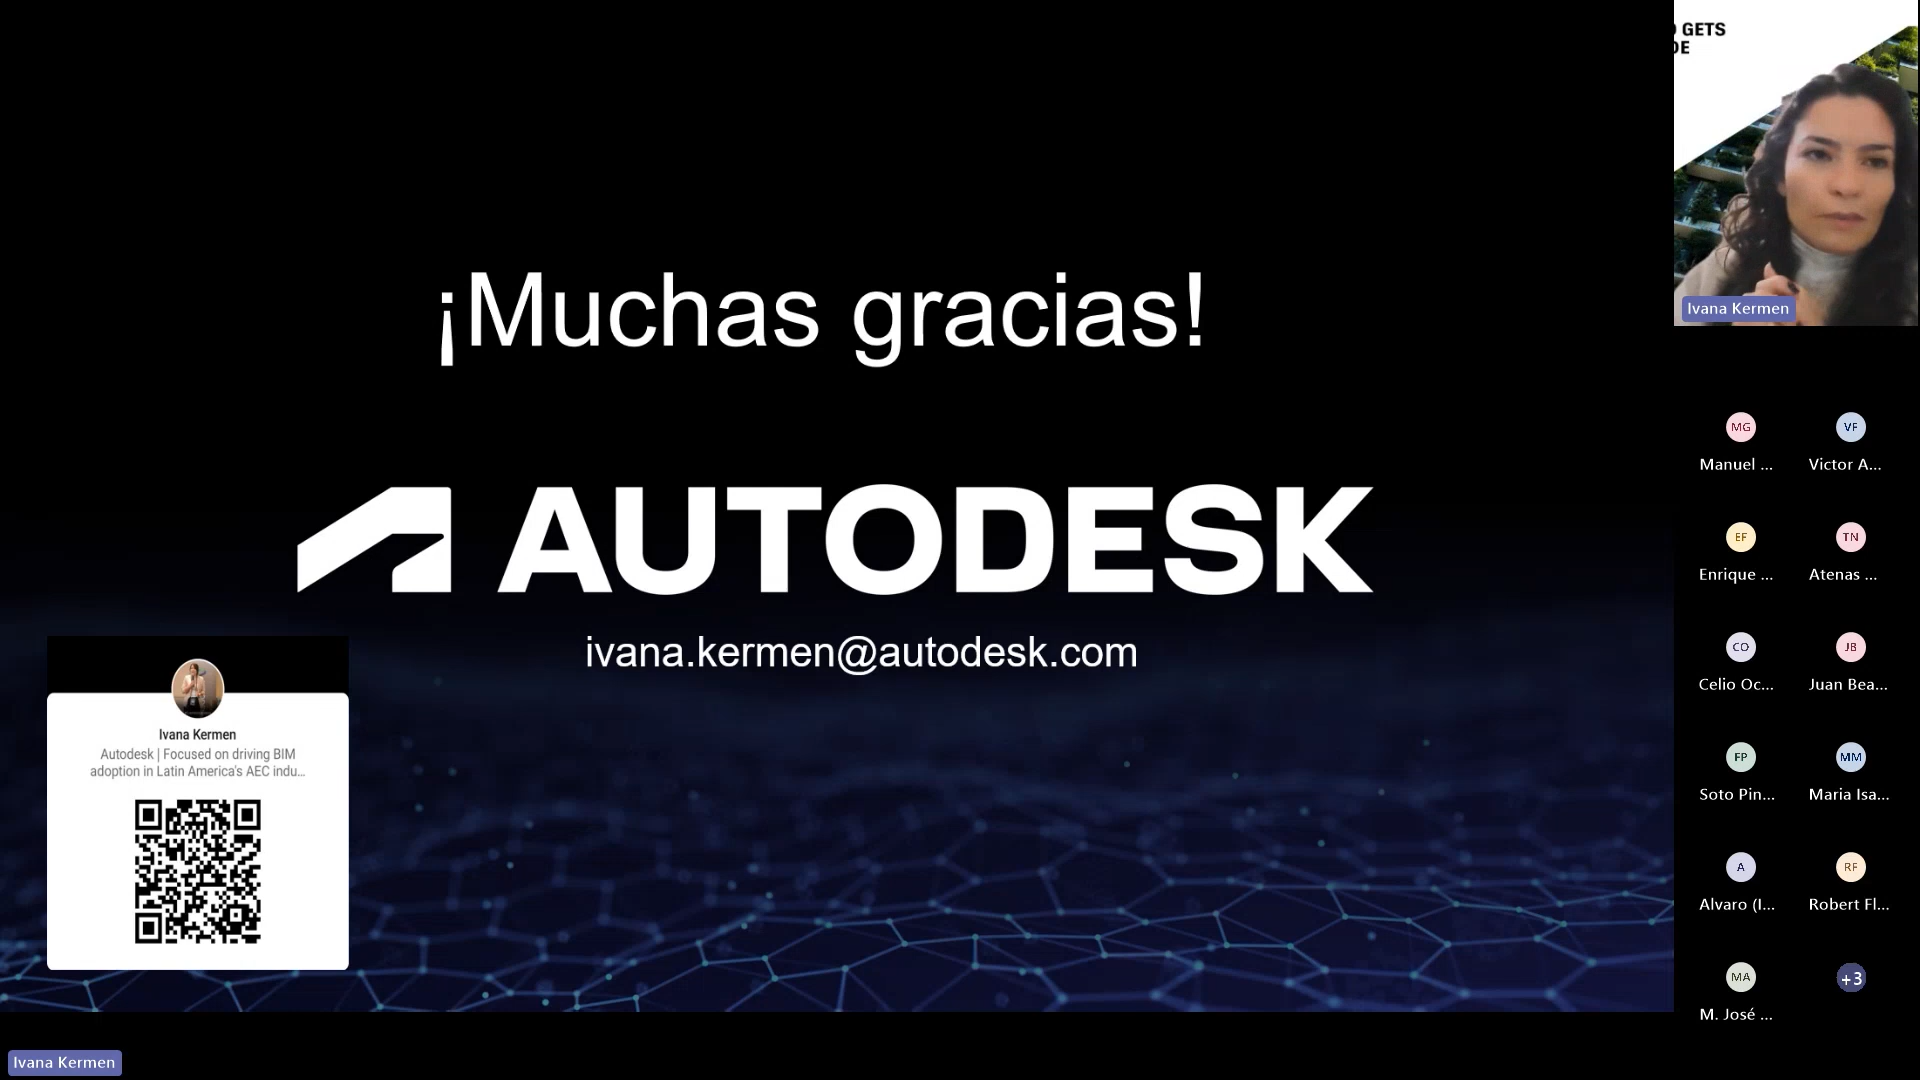 ¡Muchas gracias!
AUTODESK
ivana.kermen@autodesk.com
Ivana Kermen
Autodesk | Focused on driving BIM
adoption in Latin America's AEC indu...
Ivana Kermen
GETS
DE
Ivana Kermen
MG
VF
Manuel ...
Victor A...
EF
TN
Enrique ...
Atenas ...
CO
JB
Celio Oc...
Juan Bea...
FP
MM
Soto Pin...
Maria Isa...
A
RF
Alvaro (I...
Robert Fl...
MA
+3
M. José ...